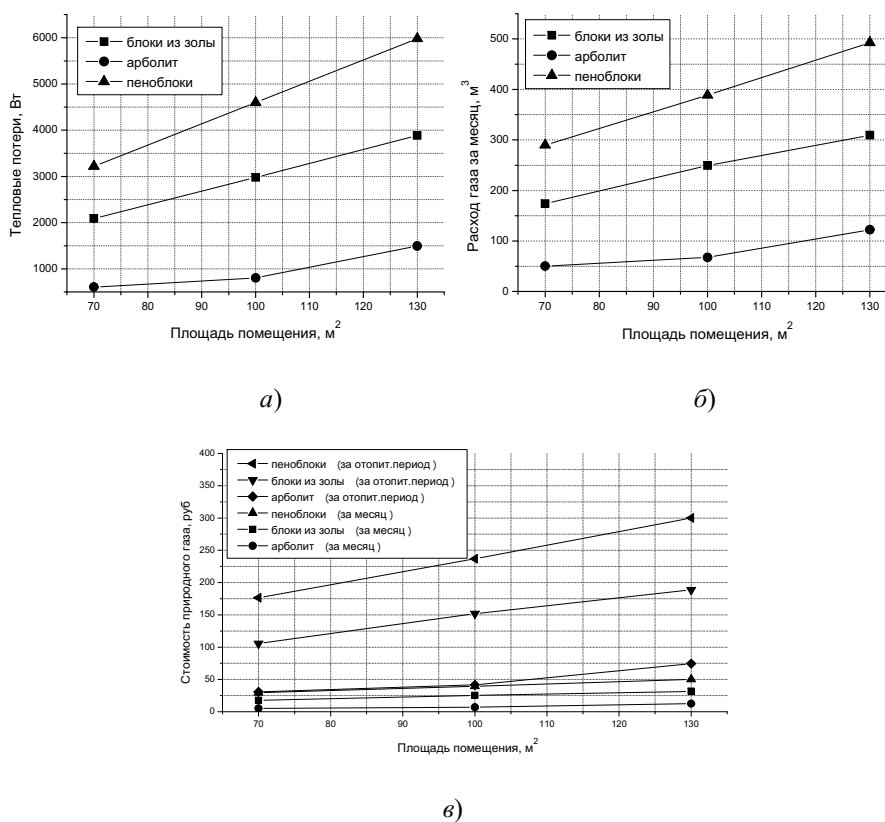 6000
5000
4000
3000
2000
1000
70 80 90 100 110 120 130
Тепловые потери, Вт
Площадь помещения, м²
блоки из золы
арболит
пеноблоки
а)
500
400
300
200
100
0
70 80 90 100 110 120 130
Расход газа за месяц, м³
Площадь помещения, м²
блоки из золы
арболит
пеноблоки
б)
400
350
300
250
200
150
100
50
0
70 80 90 100 110 120 130
Стоимость природного газа, руб
Площадь помещения, м²
пеноблоки (за отопит.период )
блоки из золы (за отопит.период )
арболит (за отопит.период )
пеноблоки (за месяц )
блоки из золы (за месяц )
арболит (за месяц )
в)